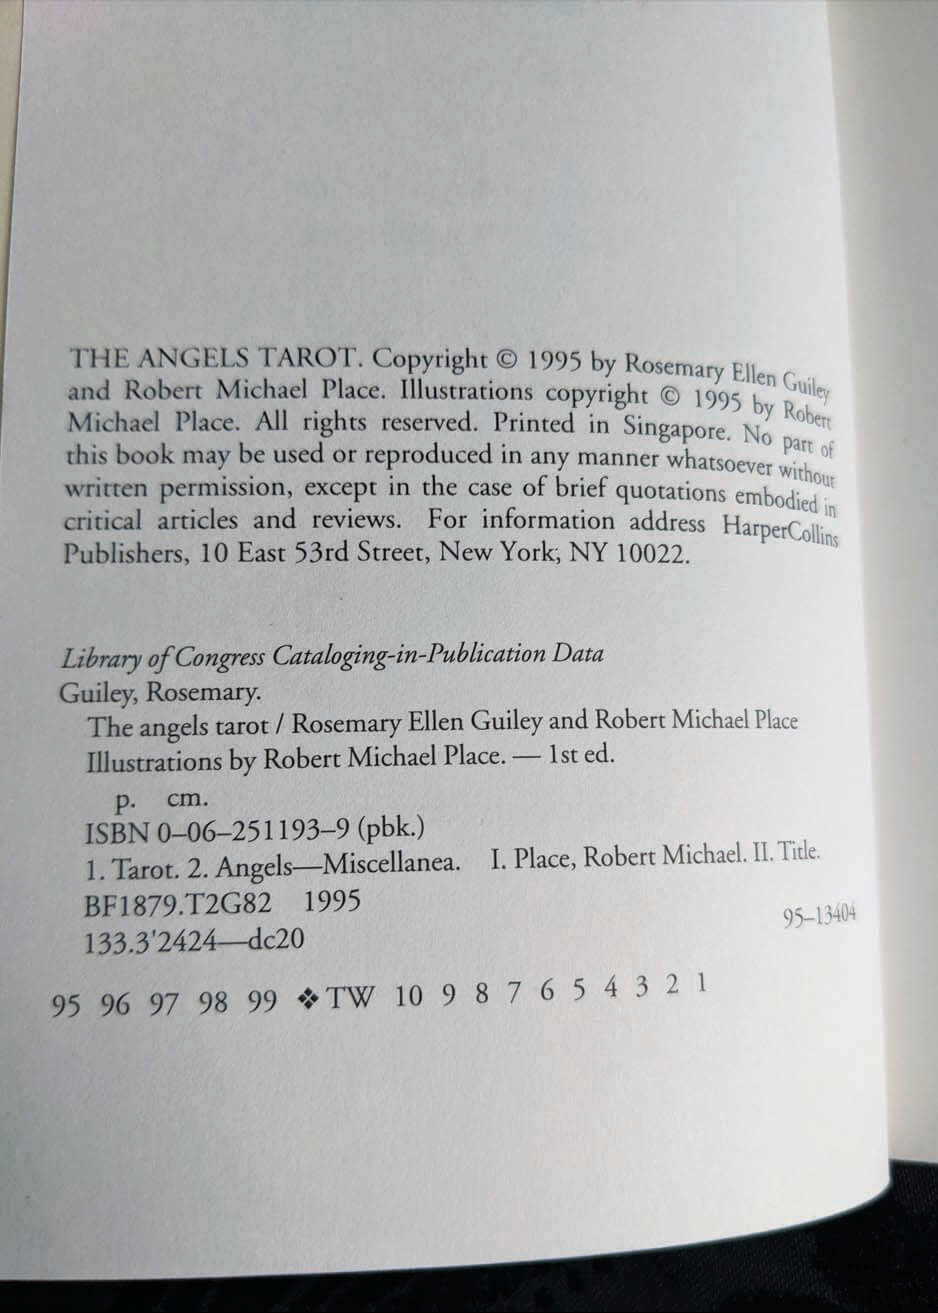 THE ANGELS TAROT. Copyright © 1995 by Rosemary Ellen Guiley
and Robert Michael Place. Illustrations copyright © 1995 by Robert
Michael Place. All rights reserved. Printed in Singapore. No part of
this book may be used or reproduced in any manner whatsoever without
written permission, except in the case of brief quotations embodied in
critical articles and reviews. For information address HarperCollins
Publishers, 10 East 53rd Street, New York, NY 10022.
Library of Congress Cataloging-in-Publication Data
Guiley, Rosemary.
The angels tarot / Rosemary Ellen Guiley and Robert Michael Place
Illustrations by Robert Michael Place. — 1st ed.
p. cm.
ISBN 0–06–251193–9 (pbk.)
1. Tarot. 2. Angels—Miscellanea. I. Place, Robert Michael. II. Title.
BF1879.T2G82 1995
133.3'2424—dc20 95–13404
95 96 97 98 99 ❖ TW 10 9 8 7 6 5 4 3 2 1